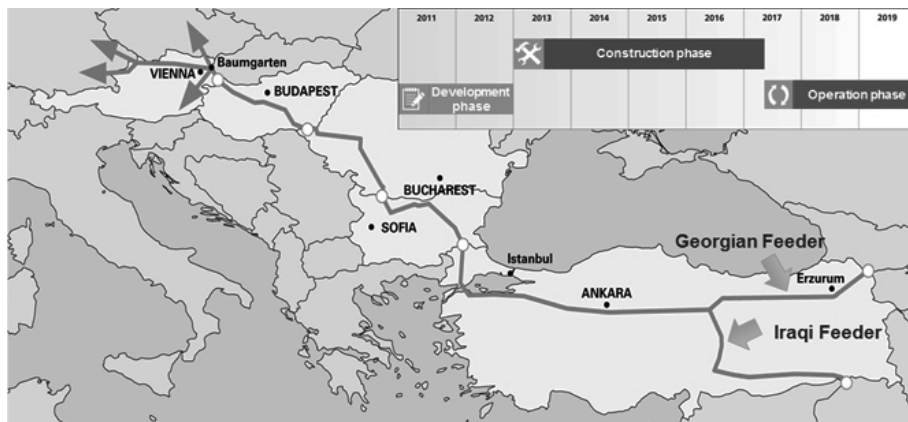 2011 2012 2013 2014 2015 2016 2017 2018 2019
Construction phase
Development
phase
Operation phase
Baumgarten
VIENNA
BUDAPEST
BUCHAREST
SOFIA
Istanbul
Georgian Feeder
Erzurum
ANKARA
Iraqi Feeder